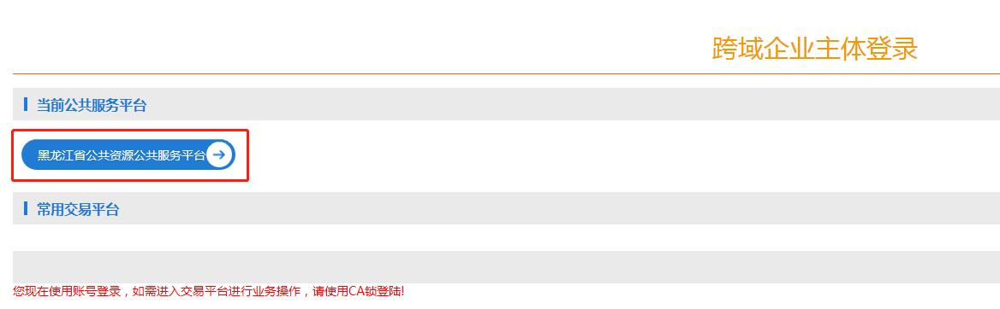 跨域企业主体登录
当前公共服务平台
黑龙江省公共资源公共服务平台
常用交易平台
您现在使用账号登录，如需进入交易平台进行业务操作，请使用CA锁登陆!